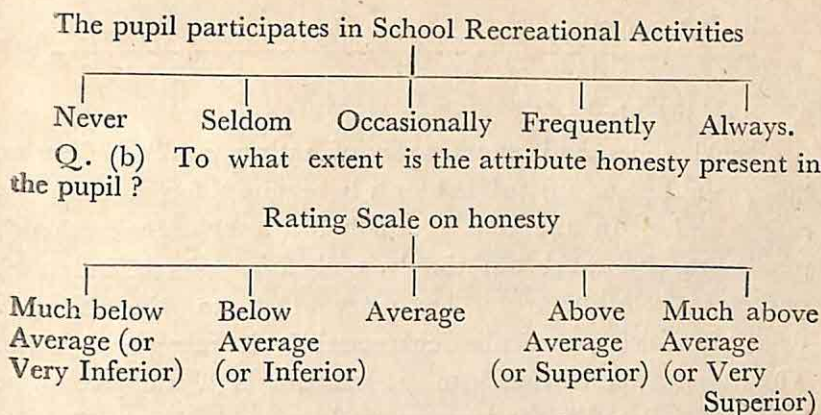 The pupil participates in School Recreational Activities
Never Seldom Occasionally Frequently Always.
Q. (b) To what extent is the attribute honesty present in
the pupil ?
Rating Scale on honesty
Much below Below Average Above Much above
Average (or Average Average Average
Very Inferior) (or Inferior) (or Superior) (or Very
Superior)